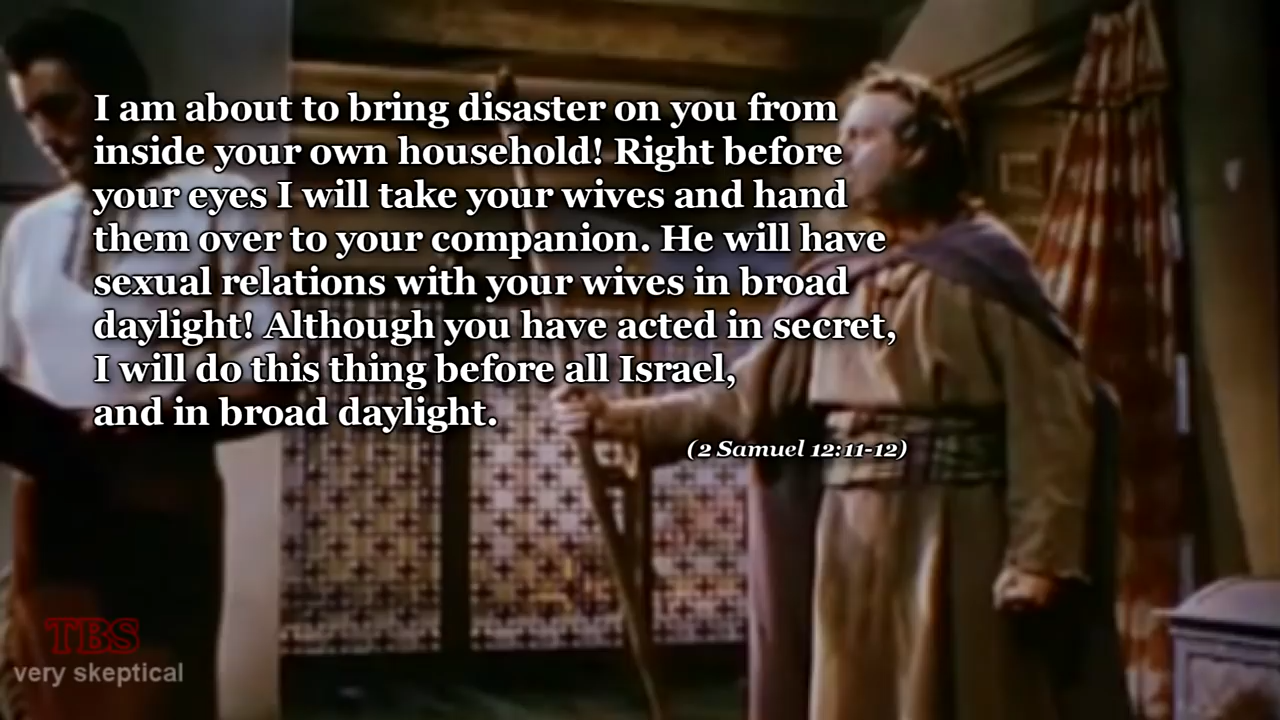 I am about to bring disaster on you from
inside your own household! Right before
your eyes I will take your wives and hand
them over to your companion. He will have
sexual relations with your wives in broad
daylight! Although you have acted in secret,
I will do this thing before all Israel,
and in broad daylight.
(2 Samuel 12:11-12)
TBS
very skeptical